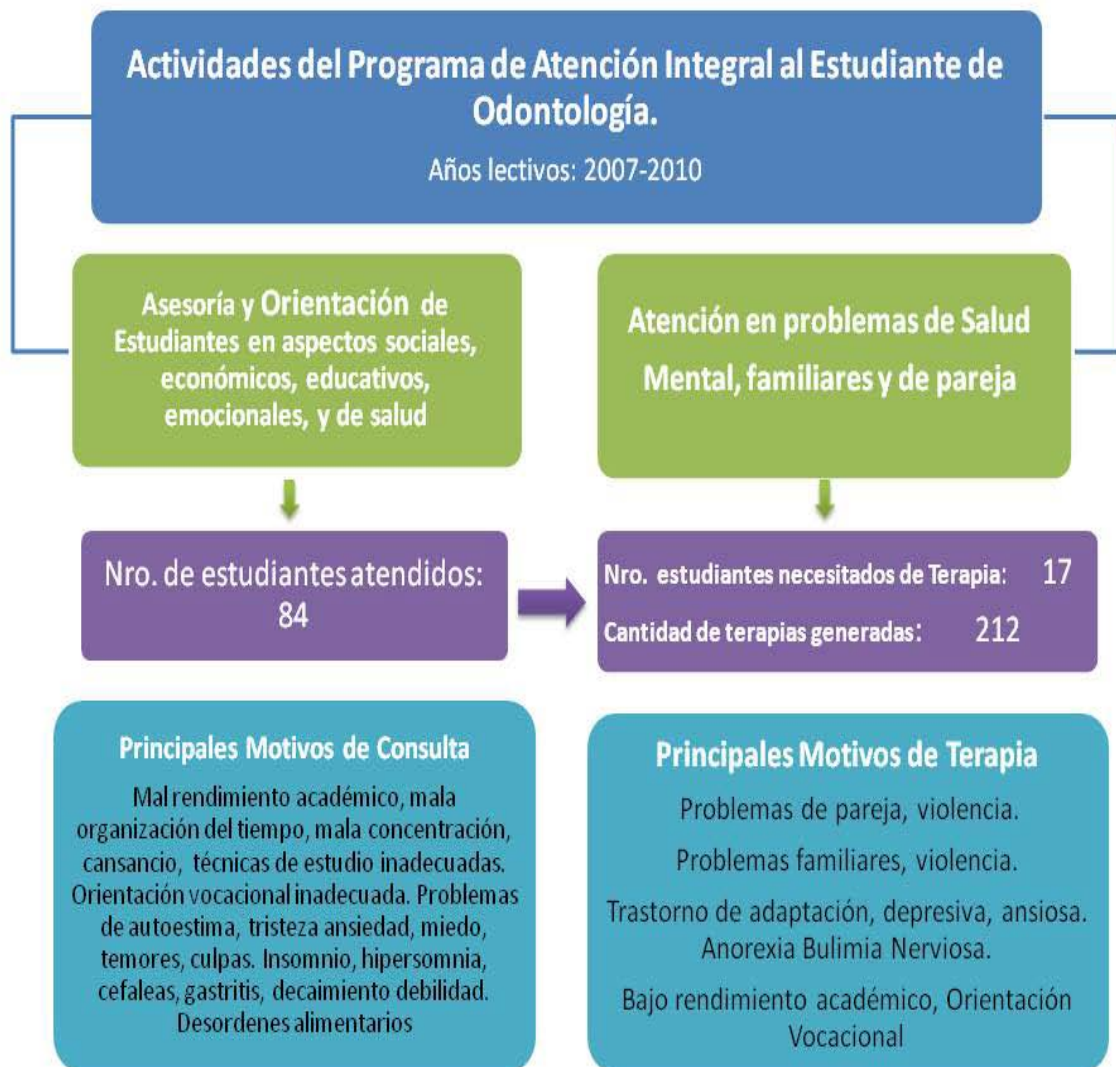 Actividades del Programa de Atención Integral al Estudiante de
Odontología.
Años lectivos: 2007-2010
Asesoría y Orientación de
Estudiantes en aspectos sociales,
económicos, educativos,
emocionales, y de salud
Atención en problemas de Salud
Mental, familiares y de pareja
Nro. de estudiantes atendidos:
84
Nro. estudiantes necesitados de Terapia: 17
Cantidad de terapias generadas: 212
Principales Motivos de Consulta
Mal rendimiento académico, mala
organización del tiempo, mala concentración,
cansancio, técnicas de estudio inadecuadas.
Orientación vocacional inadecuada. Problemas
de autoestima, tristeza ansiedad, miedo,
temores, culpas. Insomnio, hipersomnia,
cefaleas, gastritis, decaimiento debilidad.
Desordenes alimentarios
Principales Motivos de Terapia
Problemas de pareja, violencia.
Problemas familiares, violencia.
Trastorno de adaptación, depresiva, ansiosa.
Anorexia Bulimia Nerviosa.
Bajo rendimiento académico, Orientación
Vocacional